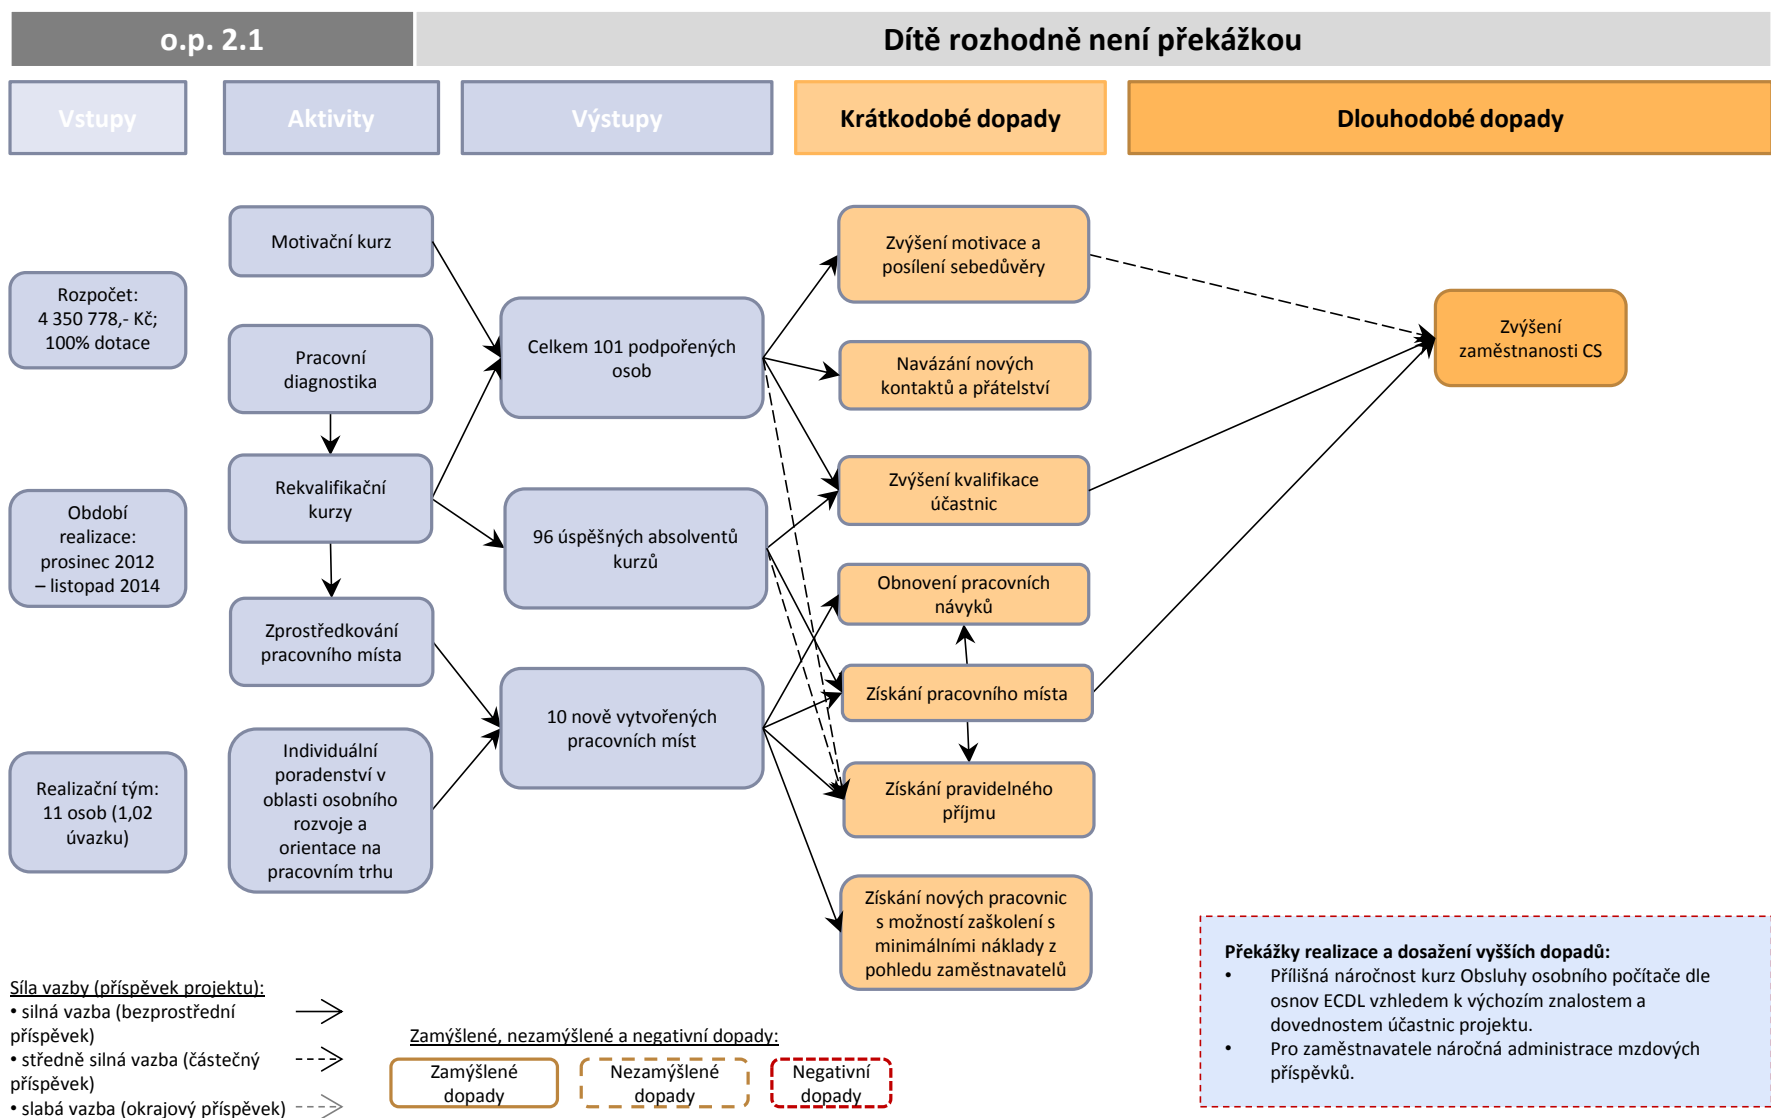 o.p. 2.1
Dítě rozhodně není překážkou
Vstupy
Aktivity
Výstupy
Krátkodobé dopady
Dlouhodobé dopady
Rozpočet:
4 350 778,- Kč;
100% dotace
Období
realizace:
prosinec 2012
– listopad 2014
Realizační tým:
11 osob (1,02
úvazku)
Motivační kurz
Pracovní
diagnostika
Rekvalifikační
kurzy
Zprostředkování
pracovního místa
Individuální
poradenství v
oblasti osobního
rozvoje a
orientace na
pracovním trhu
Celkem 101 podpořených
osob
96 úspěšných absolventů
kurzů
10 nově vytvořených
pracovních míst
Zvýšení motivace a
posílení sebedůvěry
Navázání nových
kontaktů a přátelství
Zvýšení kvalifikace
účastnic
Obnovení pracovních
návyků
Získání pracovního místa
Získání pravidelného
příjmu
Získání nových pracovnic
s možností zaškolení s
minimálními náklady z
pohledu zaměstnavatelů
Zvýšení
zaměstnanosti CS
Překážky realizace a dosažení vyšších dopadů:
• Přílišná náročnost kurz Obsluhy osobního počítače dle
osnov ECDL vzhledem k výchozím znalostem a
dovednostem účastnic projektu.
• Pro zaměstnavatele náročná administrace mzdových
příspěvků.
Síla vazby (příspěvek projektu):
• silná vazba (bezprostřední
příspěvek)
• středně silná vazba (částečný
příspěvek)
• slabá vazba (okrajový příspěvek)
Zamýšlené, nezamýšlené a negativní dopady:
Zamýšlené
dopady
Nezamýšlené
dopady
Negativní
dopady